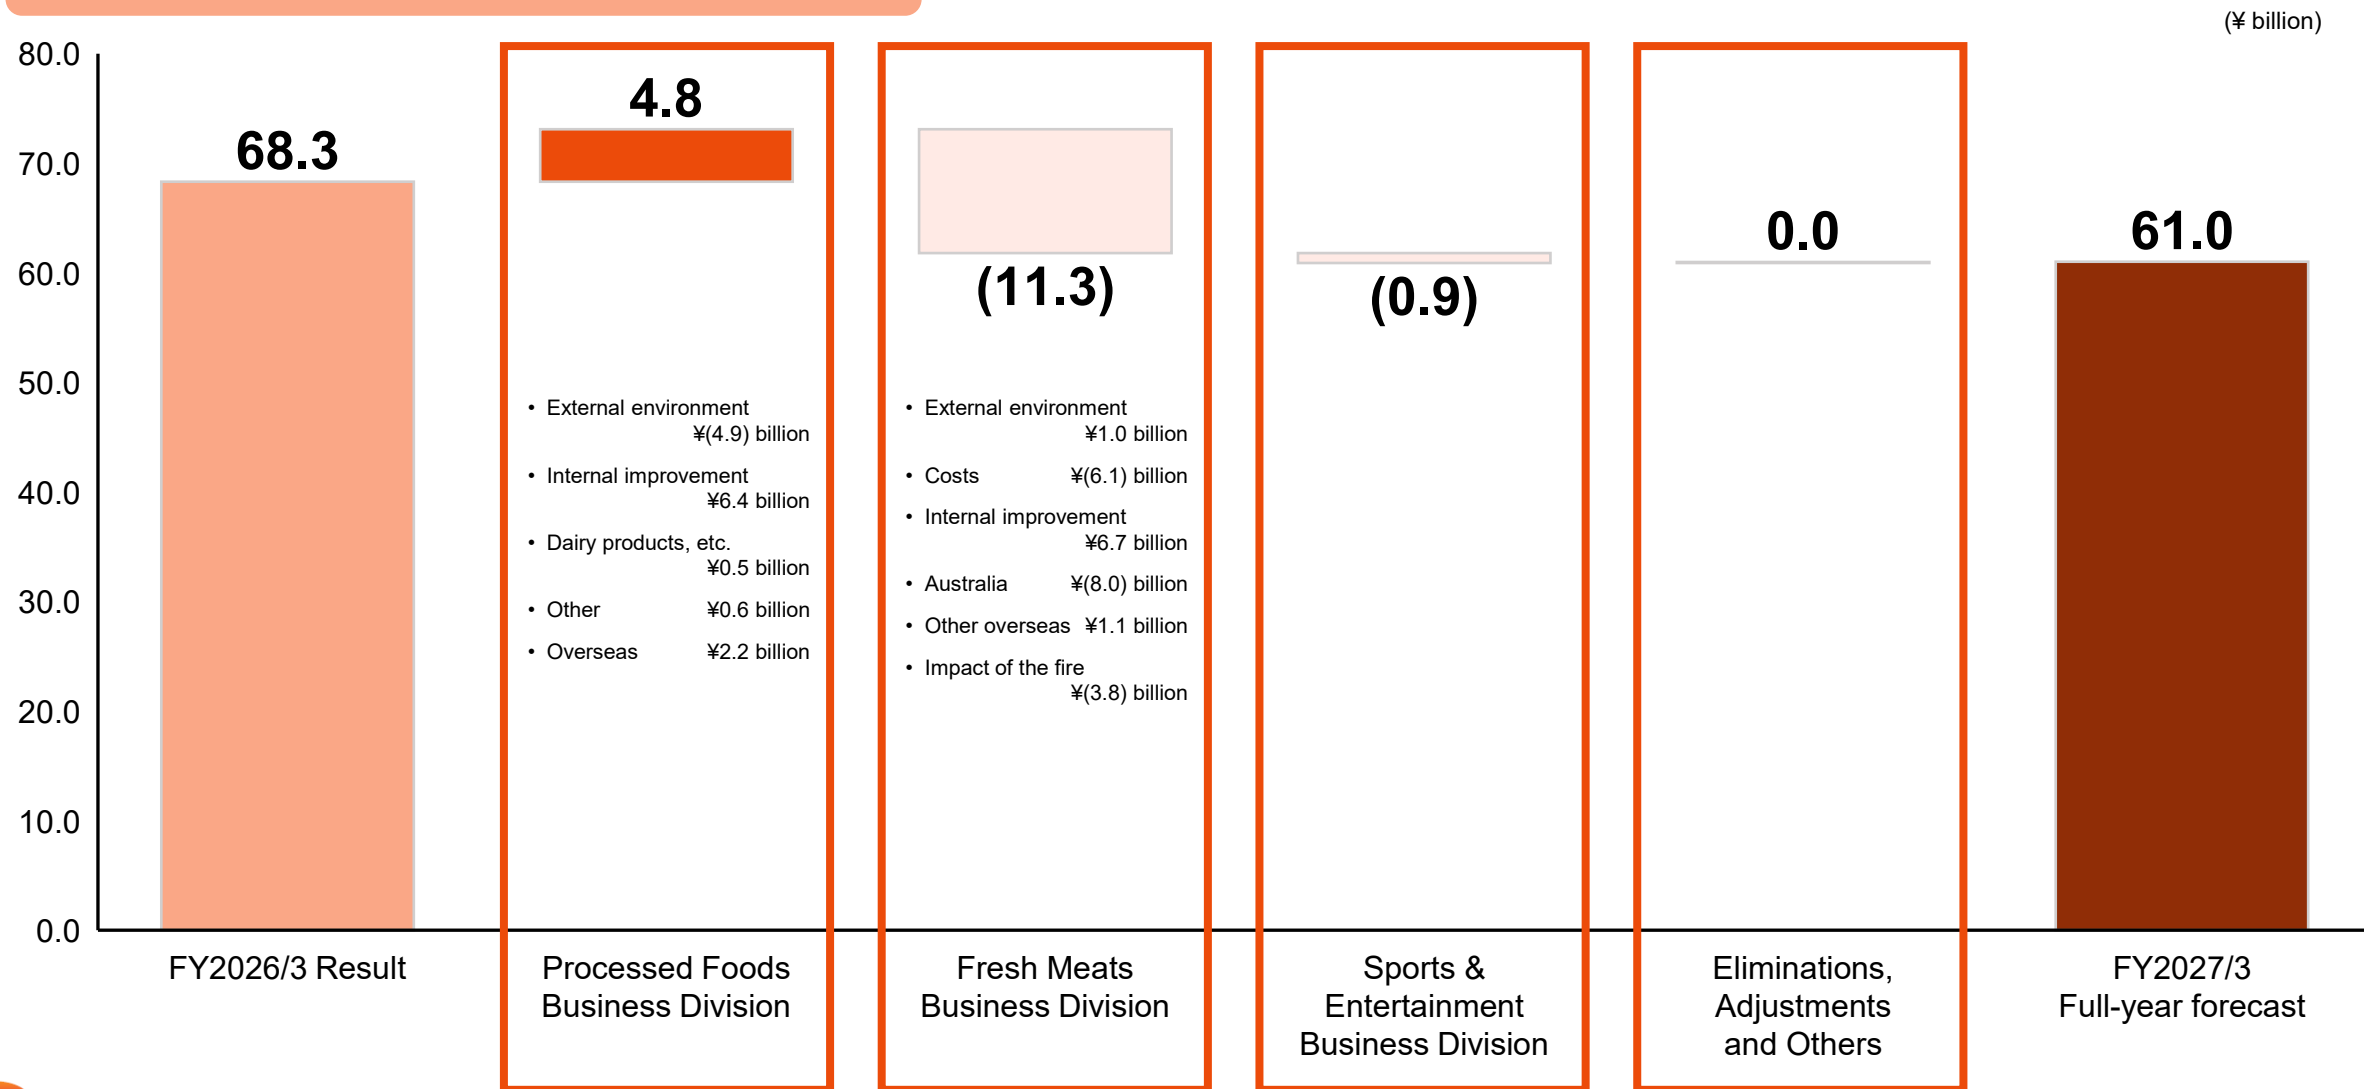 (¥ billion)
80.0
70.0
60.0
50.0
40.0
30.0
20.0
10.0
0.0
68.3
4.8
(11.3)
(0.9)
0.0
61.0
• External environment
¥(4.9) billion
• Internal improvement
¥6.4 billion
• Dairy products, etc.
¥0.5 billion
• Other ¥0.6 billion
• Overseas ¥2.2 billion
• External environment
¥1.0 billion
• Costs ¥(6.1) billion
• Internal improvement
¥6.7 billion
• Australia ¥(8.0) billion
• Other overseas ¥1.1 billion
• Impact of the fire
¥(3.8) billion
FY2026/3 Result
Processed Foods
Business Division
Fresh Meats
Business Division
Sports &
Entertainment
Business Division
Eliminations,
Adjustments
and Others
FY2027/3
Full-year forecast